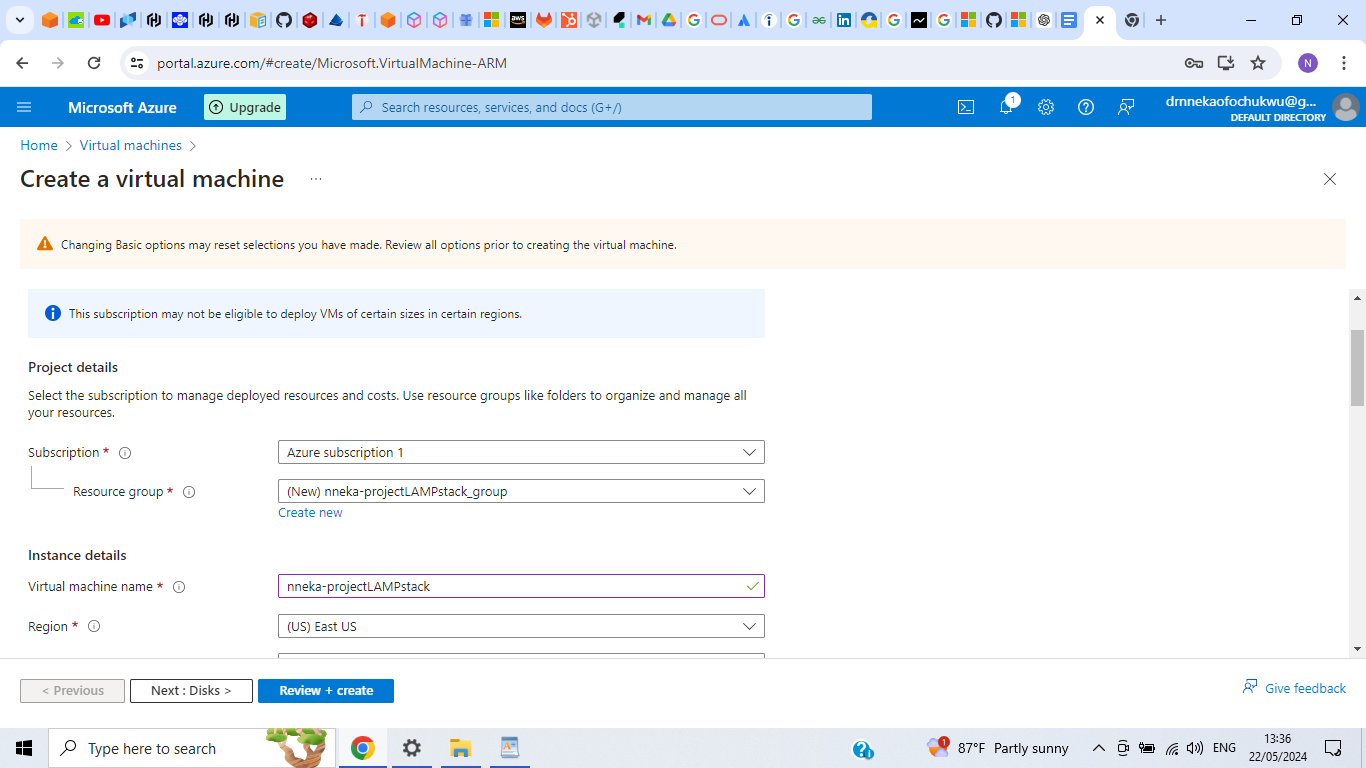 portal.azure.com/#create/Microsoft.VirtualMachine-ARM
N
Microsoft Azure
Upgrade
Search resources, services, and docs (G+/)
1
drnnekaofochukwu@g...
DEFAULT DIRECTORY
Home > Virtual machines >
Create a virtual machine ...
Changing Basic options may reset selections you have made. Review all options prior to creating the virtual machine.
This subscription may not be eligible to deploy VMs of certain sizes in certain regions.
Project details
Select the subscription to manage deployed resources and costs. Use resource groups like folders to organize and manage all
your resources.
Subscription *
Azure subscription 1
Resource group *
(New) nneka-projectLAMPstack_group
Create new
Instance details
Virtual machine name *
nneka-projectLAMPstack
Region *
(US) East US
< Previous
Next : Disks >
Review + create
Give feedback
Type here to search
1
87°F Partly sunny
ENG
13:36
22/05/2024